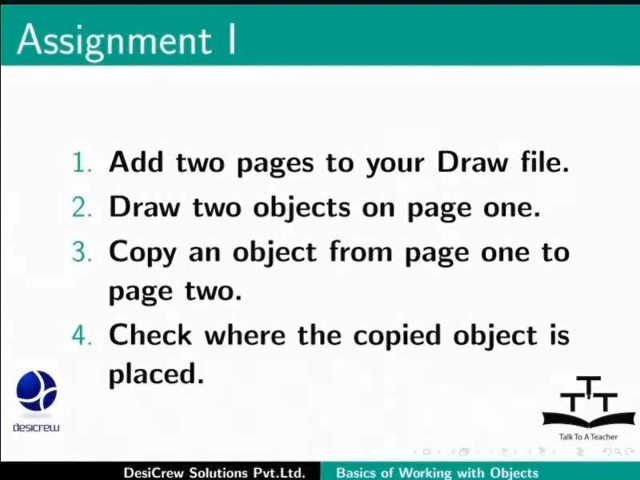 Assignment I
1. Add two pages to your Draw file.
2. Draw two objects on page one.
3. Copy an object from page one to
page two.
4. Check where the copied object is
placed.
desicrew
TTT
Talk To A Teacher
DesiCrew Solutions Pvt.Ltd. Basics of Working with Objects